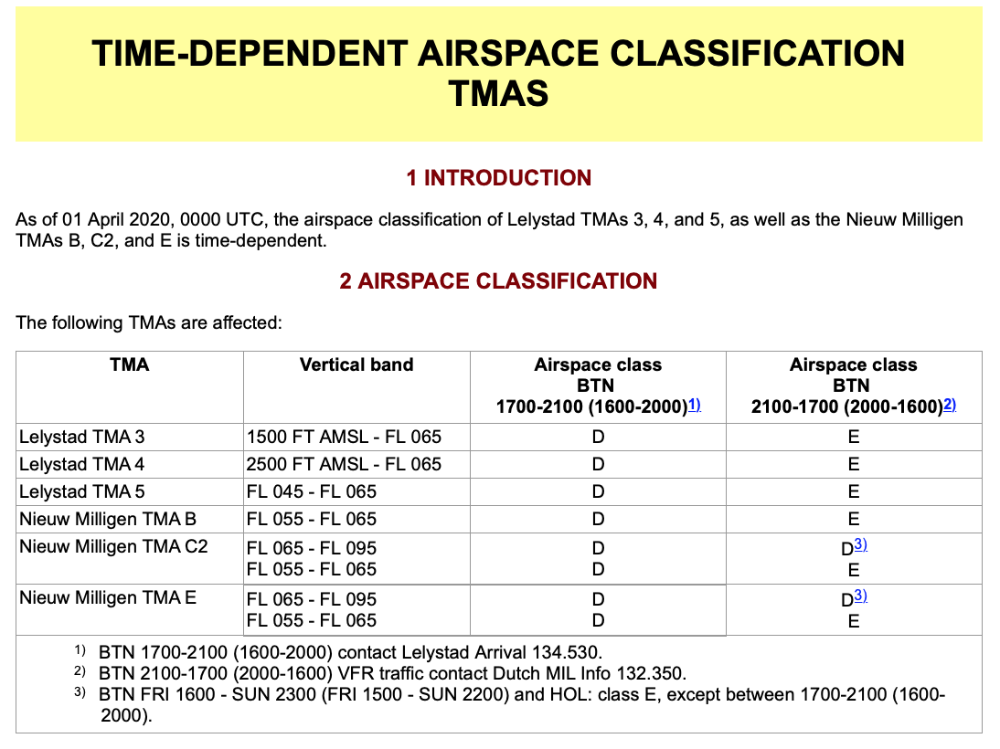 TIME-DEPENDENT AIRSPACE CLASSIFICATION
TMAS
1 INTRODUCTION
As of 01 April 2020, 0000 UTC, the airspace classification of Lelystad TMAs 3, 4, and 5, as well as the Nieuw Milligen
TMAs B, C2, and E is time-dependent.
2 AIRSPACE CLASSIFICATION
The following TMAs are affected:
TMA
Vertical band
Airspace class
BTN
1700-2100 (1600-2000)1)
Airspace class
BTN
2100-1700 (2000-1600)2)
Lelystad TMA 3 1500 FT AMSL - FL 065 D E
Lelystad TMA 4 2500 FT AMSL - FL 065 D E
Lelystad TMA 5 FL 045 - FL 065 D E
Nieuw Milligen TMA B FL 055 - FL 065 D E
Nieuw Milligen TMA C2 FL 065 - FL 095 D D3)
FL 055 - FL 065 D E
Nieuw Milligen TMA E FL 065 - FL 095 D D3)
FL 055 - FL 065 D E
1) BTN 1700-2100 (1600-2000) contact Lelystad Arrival 134.530.
2) BTN 2100-1700 (2000-1600) VFR traffic contact Dutch MIL Info 132.350.
3) BTN FRI 1600 - SUN 2300 (FRI 1500 - SUN 2200) and HOL: class E, except between 1700-2100 (1600-
2000).